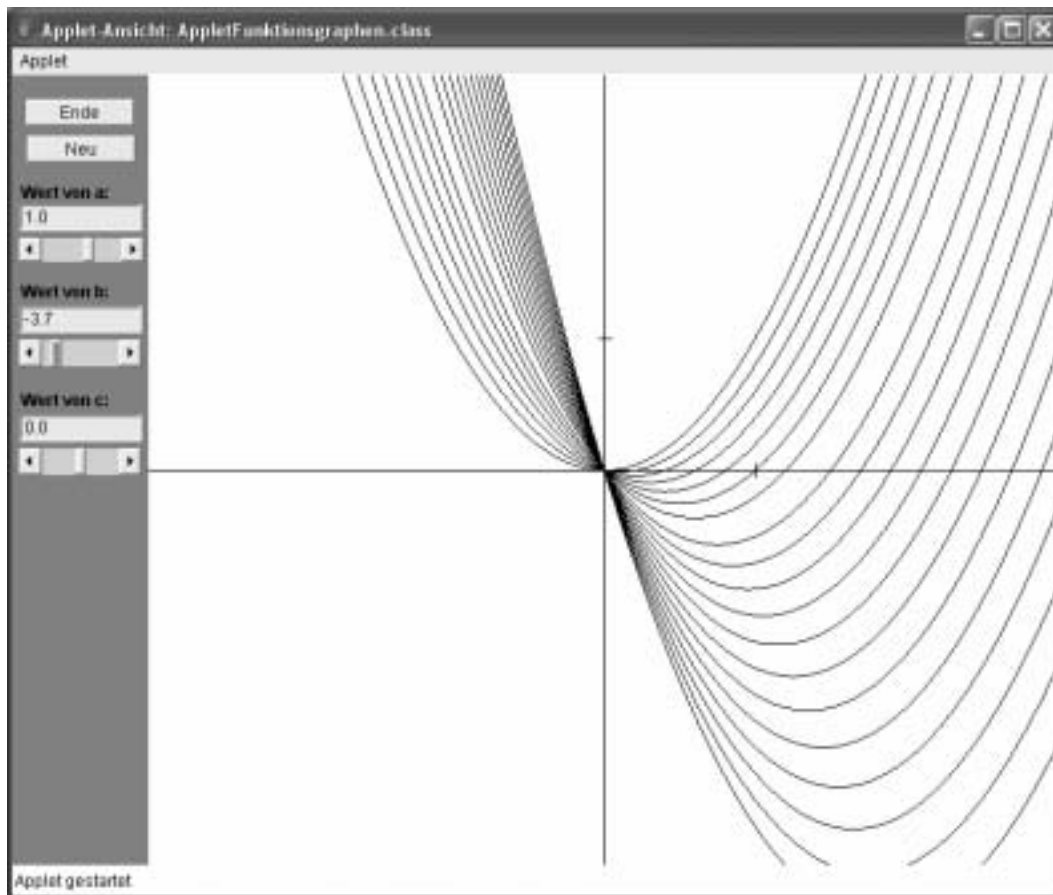 Applet-Ansicht: AppletFunktionsgraphen.class
Applet
Ende
Neu
Wert von a:
1.0
Wert von b:
-3.7
Wert von c:
0.0
Applet gestartet